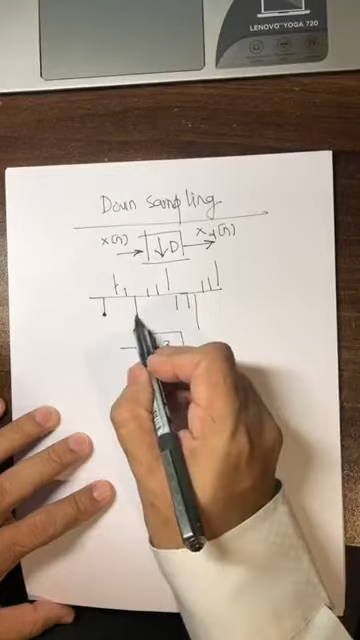 LENOVO YOGA 720
Down sampling
x(n) ↓D x_d(n)